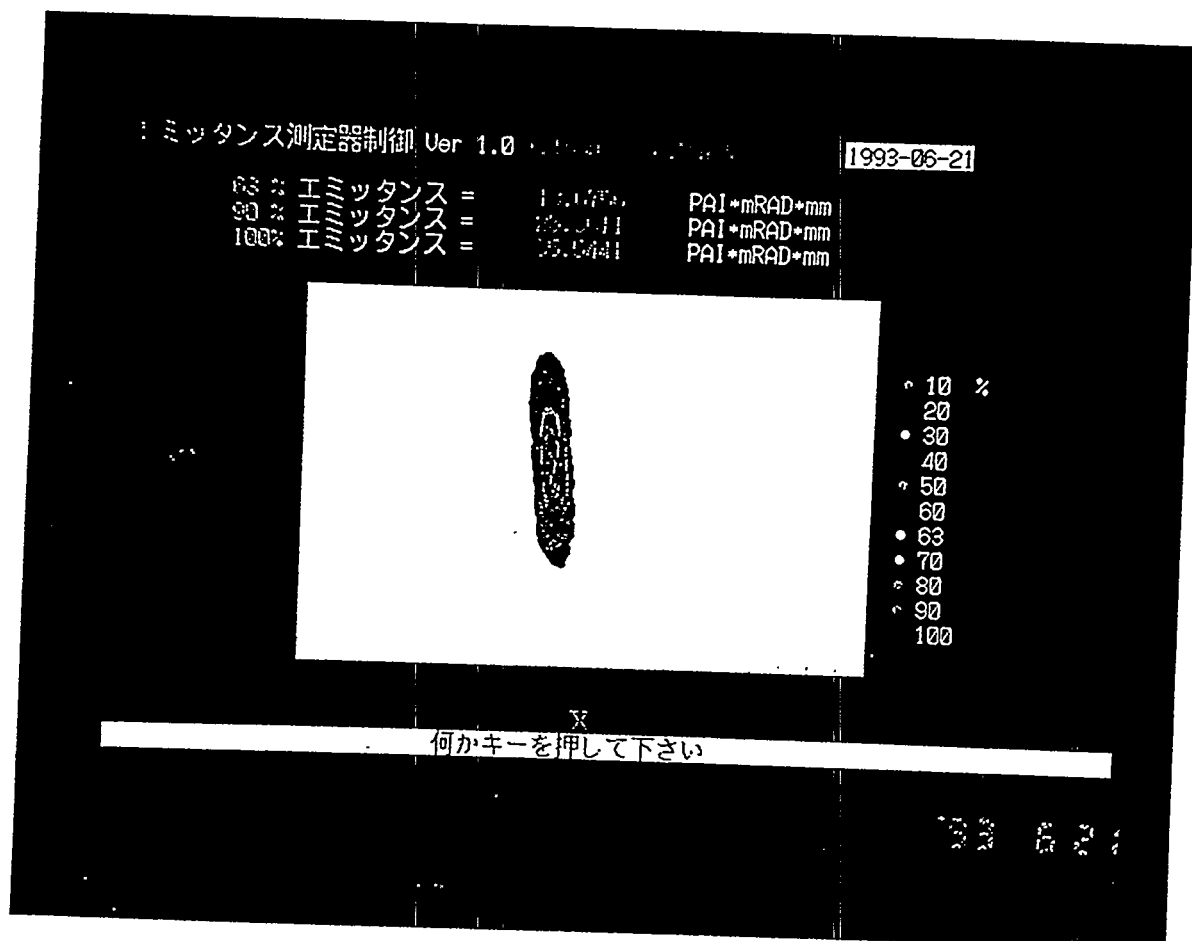 ミッタンス測定器制御 Ver 1.0
1993-06-21
63 % エミッタンス = PAI*mRAD*mm
90 % エミッタンス = PAI*mRAD*mm
100% エミッタンス = PAI*mRAD*mm
10 %
20
30
40
50
60
63
70
80
90
100
X
何かキーを押して下さい